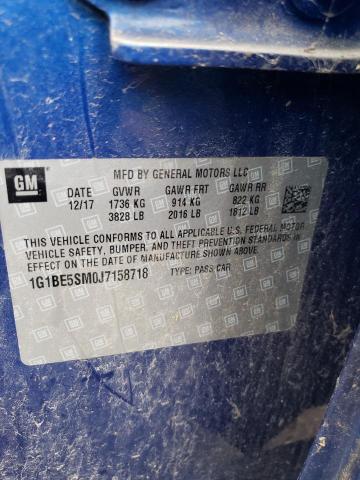 GM
MFD BY GENERAL MOTORS LLC
DATE GVWR GAWR FRT GAWR RR
12/17 1736 KG 914 KG 822 KG
3828 LB 2016 LB 1812 LB
THIS VEHICLE CONFORMS TO ALL APPLICABLE U.S. FEDERAL MOTOR
VEHICLE SAFETY, BUMPER, AND THEFT PREVENTION STANDARDS
IN EFFECT ON THE DATE OF MANUFACTURE SHOWN ABOVE.
1G1BE5SM0J7158718 TYPE: PASS CAR